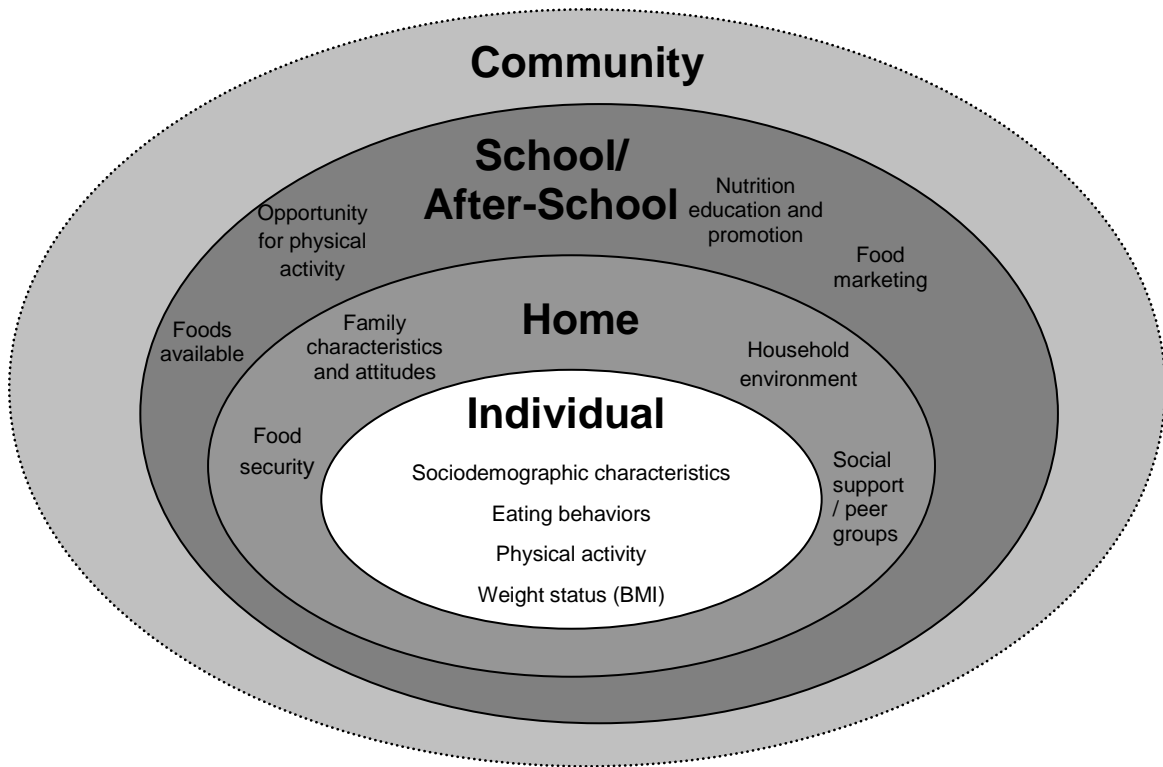 Community
School/
After-School
Nutrition
education and
promotion
Opportunity
for physical
activity
Food
marketing
Foods
available
Home
Family
characteristics
and attitudes
Household
environment
Food
security
Social
support
/ peer
groups
Individual
Sociodemographic characteristics
Eating behaviors
Physical activity
Weight status (BMI)